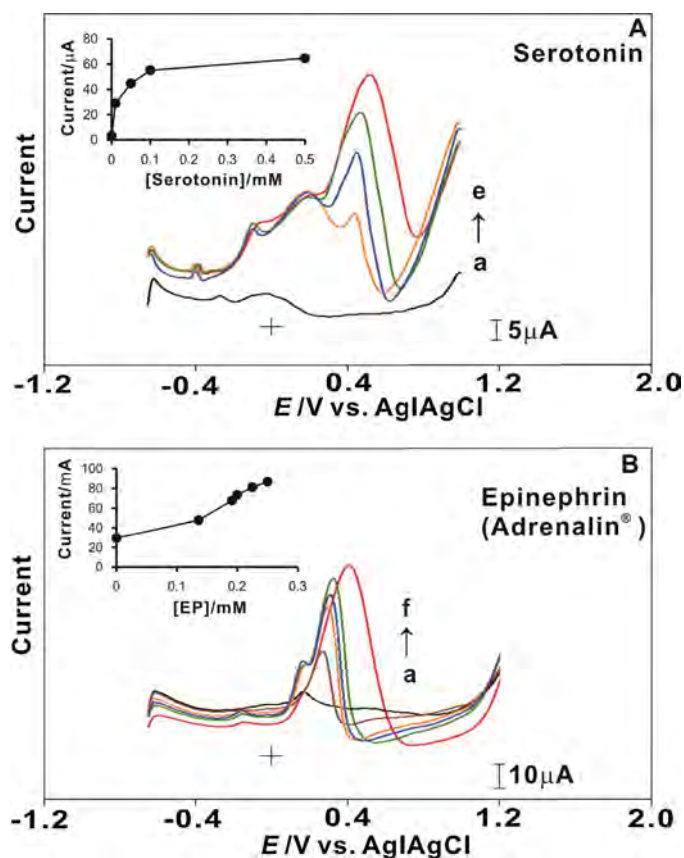 A
Serotonin
80
60
40
20
0
Current/µA
0 0.1 0.2 0.3 0.4 0.5
[Serotonin]/mM
Current
e
a
5µA
-1.2 -0.4 0.4 1.2 2.0
E /V vs. AgIAgCl
B
Epinephrin
(Adrenalin®)
100
80
60
40
20
0
Current/mA
0 0.1 0.2 0.3
[EP]/mM
Current
f
a
10µA
-1.2 -0.4 0.4 1.2 2.0
E /V vs. AgIAgCl